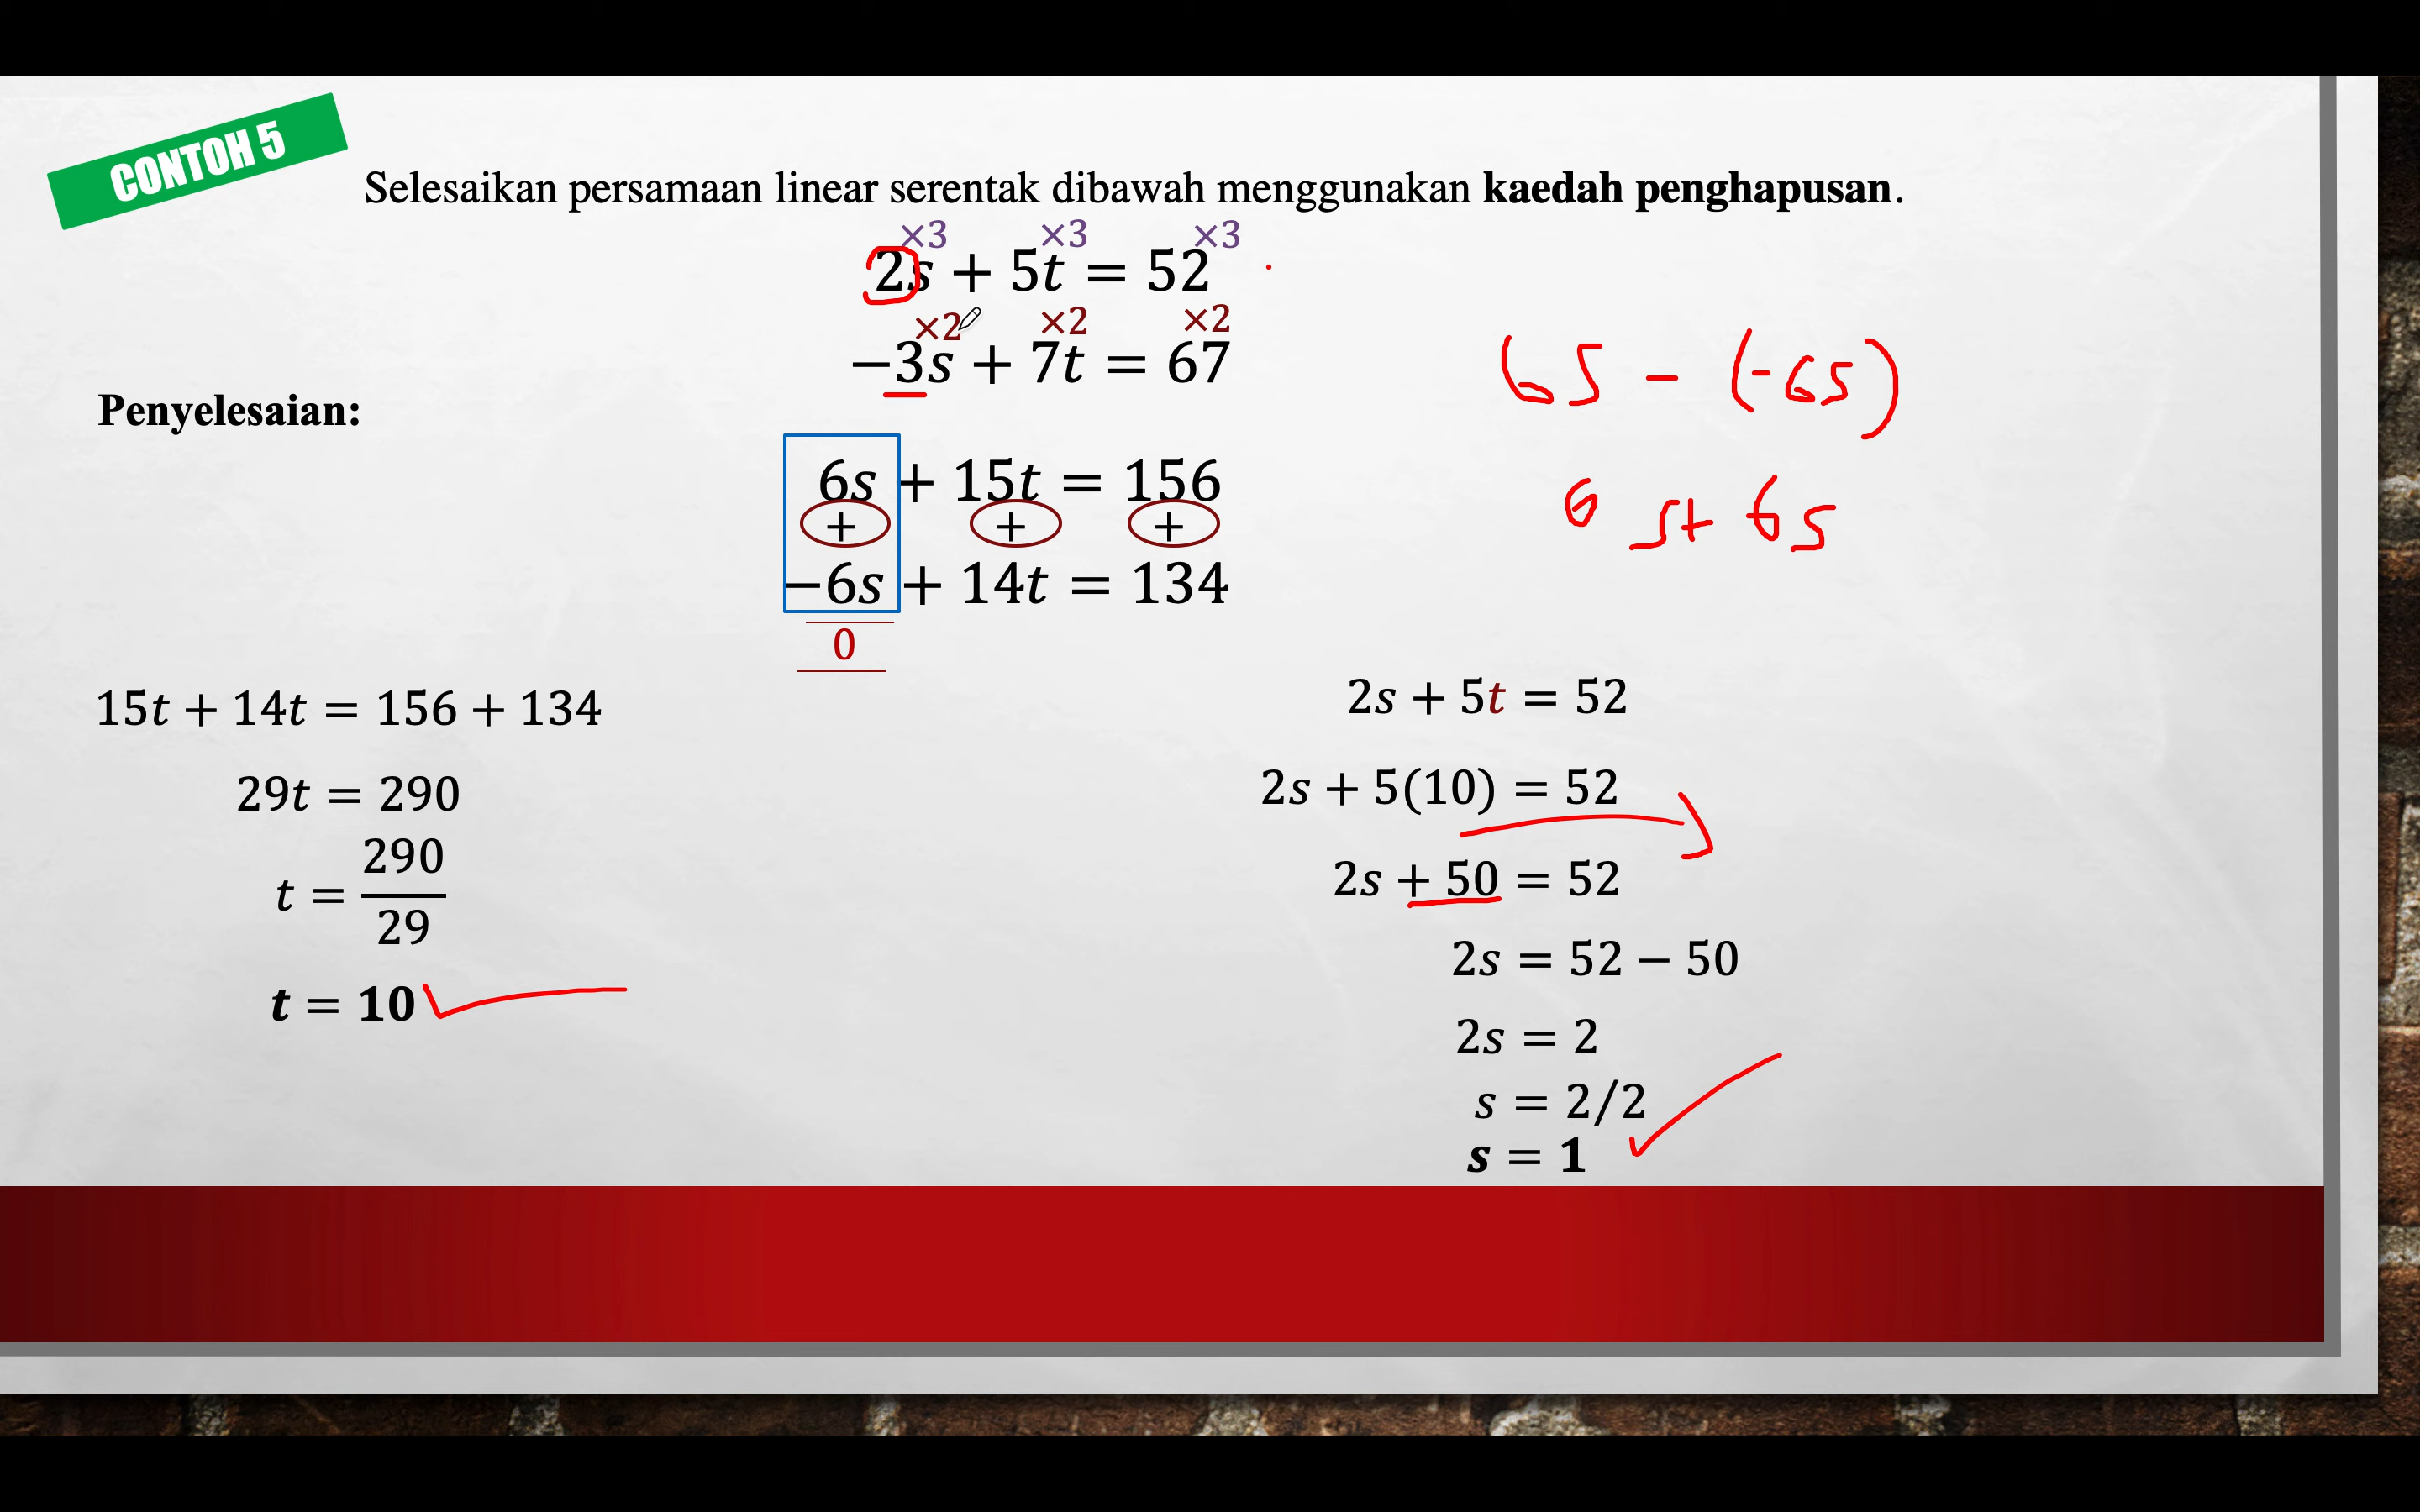 CONTOH 5
Selesaikan persamaan linear serentak dibawah menggunakan kaedah penghapusan.
×3 ×3 ×3
2s + 5t = 52
×2 ×2 ×2
−3s + 7t = 67
Penyelesaian:
6s + 15t = 156
+ + +
−6s + 14t = 134
0
6s - (-6s)
6s + 6s
15t + 14t = 156 + 134
29t = 290
t = 290/29
t = 10
2s + 5t = 52
2s + 5(10) = 52
2s + 50 = 52
2s = 52 − 50
2s = 2
s = 2/2
s = 1